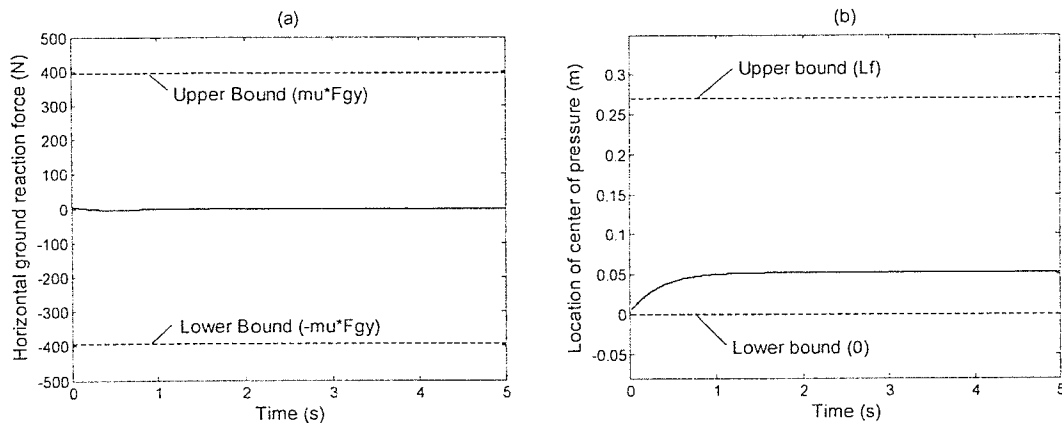 (a)
Horizontal ground reaction force (N)
500
400
300
200
100
0
-100
-200
-300
-400
-500
Upper Bound (mu*Fgy)
Lower Bound (-mu*Fgy)
0 1 2 3 4 5
Time (s)
(b)
Location of center of pressure (m)
0.3
0.25
0.2
0.15
0.1
0.05
0
-0.05
Upper bound (Lf)
Lower bound (0)
0 1 2 3 4 5
Time (s)